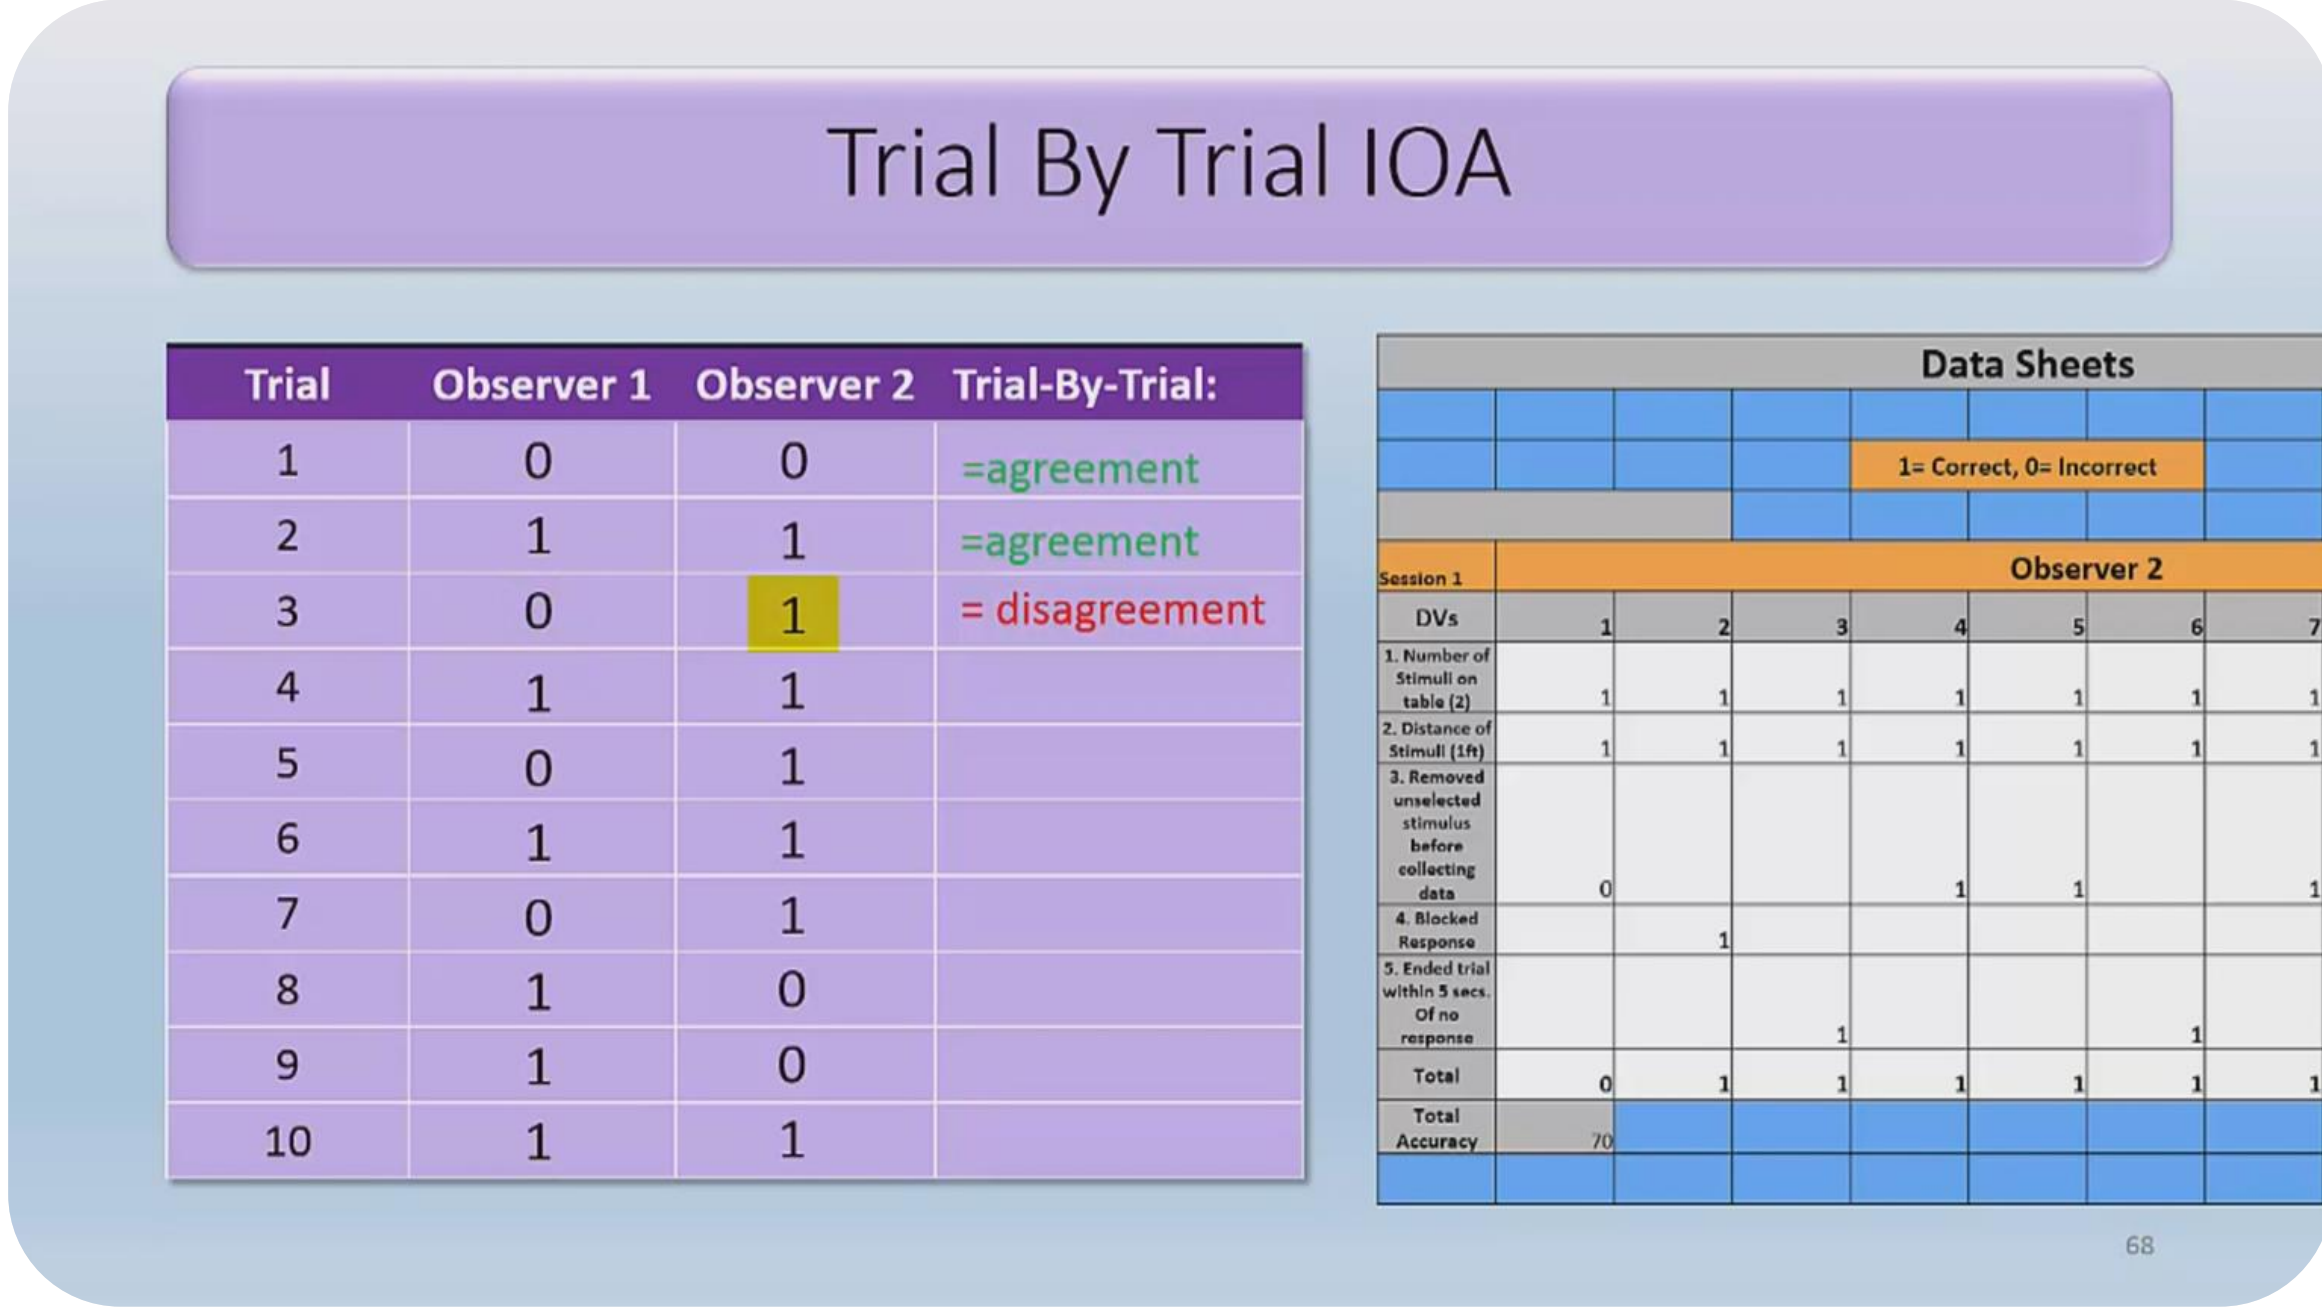 Trial By Trial IOA
Trial Observer 1 Observer 2 Trial-By-Trial:
1 0 0 =agreement
2 1 1 =agreement
3 0 1 = disagreement
4 1 1
5 0 1
6 1 1
7 0 1
8 1 0
9 1 0
10 1 1
Data Sheets
1= Correct, 0= Incorrect
Session 1 Observer 2
DVs 1 2 3 4 5 6 7
1. Number of
Stimuli on
table (2) 1 1 1 1 1 1 1
2. Distance of
Stimuli (1ft) 1 1 1 1 1 1 1
3. Removed
unselected
stimulus
before
collecting
data 0 1 1 1
4. Blocked
Response 1
5. Ended trial
within 5 secs.
Of no
response 1 1
Total 0 1 1 1 1 1 1
Total
Accuracy 70
68